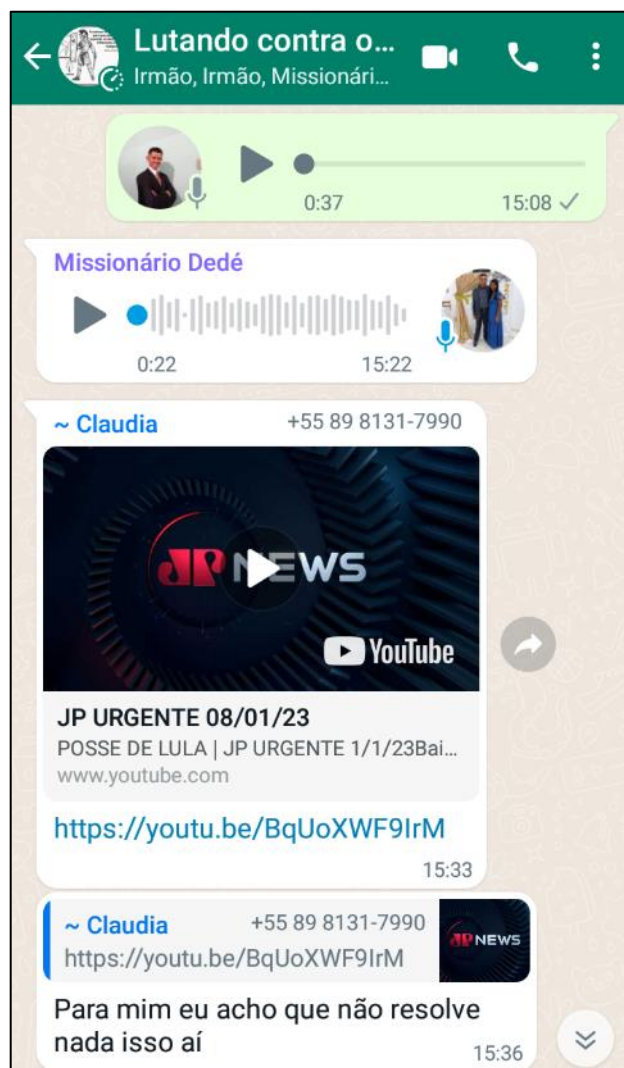 Lutando contra o...
Irmão, Irmão, Missionári...
0:37 15:08
Missionário Dedé
0:22 15:22
~ Claudia +55 89 8131-7990
JP NEWS
YouTube
JP URGENTE 08/01/23
POSSE DE LULA | JP URGENTE 1/1/23Bai...
www.youtube.com
https://youtu.be/BqUoXWF9IrM
15:33
~ Claudia +55 89 8131-7990
https://youtu.be/BqUoXWF9IrM
JP NEWS
Para mim eu acho que não resolve
nada isso aí
15:36